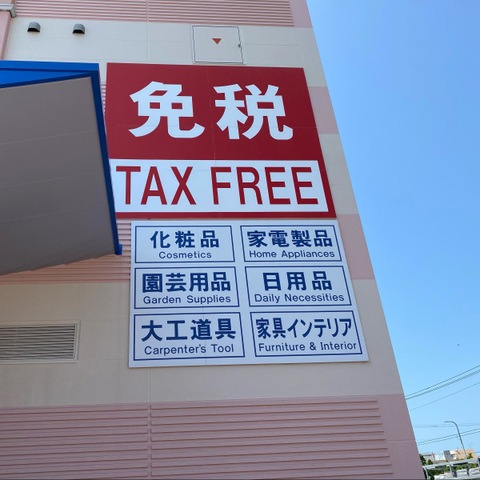 免税
TAX FREE
化粧品
Cosmetics
家電製品
Home Appliances
園芸用品
Garden Supplies
日用品
Daily Necessities
大工道具
Carpenter's Tool
家具インテリア
Furniture & Interior